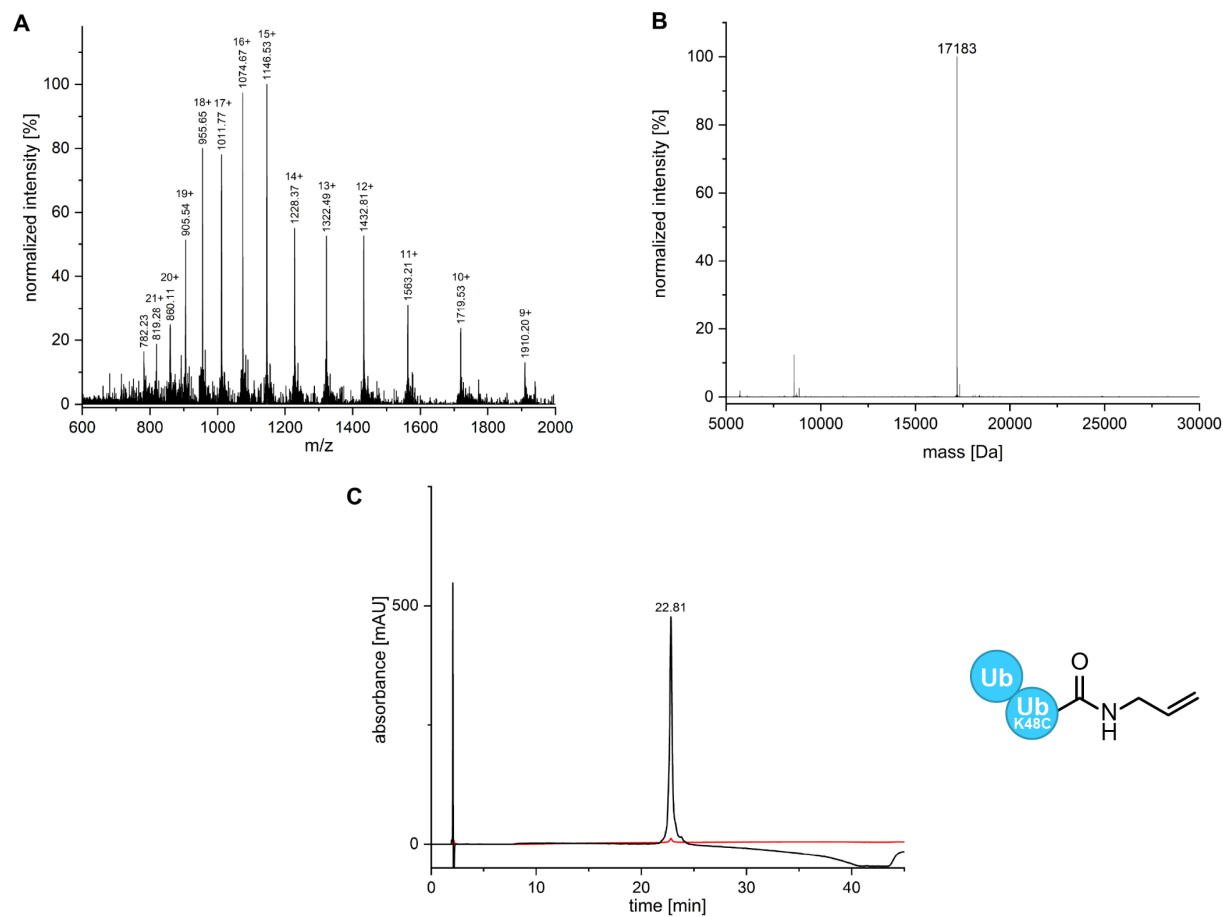 A
normalized intensity [%]
100
80
60
40
20
0
782.23
21+
819.28
20+
860.11
19+
905.54
18+
955.65
17+
1011.77
16+
1074.67
15+
1146.53
14+
1228.37
13+
1322.49
12+
1432.81
11+
1563.21
10+
1719.53
9+
1910.20
600 800 1000 1200 1400 1600 1800 2000
m/z
B
normalized intensity [%]
100
80
60
40
20
0
17183
5000 10000 15000 20000 25000 30000
mass [Da]
C
absorbance [mAU]
500
0
22.81
0 10 20 30 40
time [min]
Ub
Ub
K48C
O
N
H